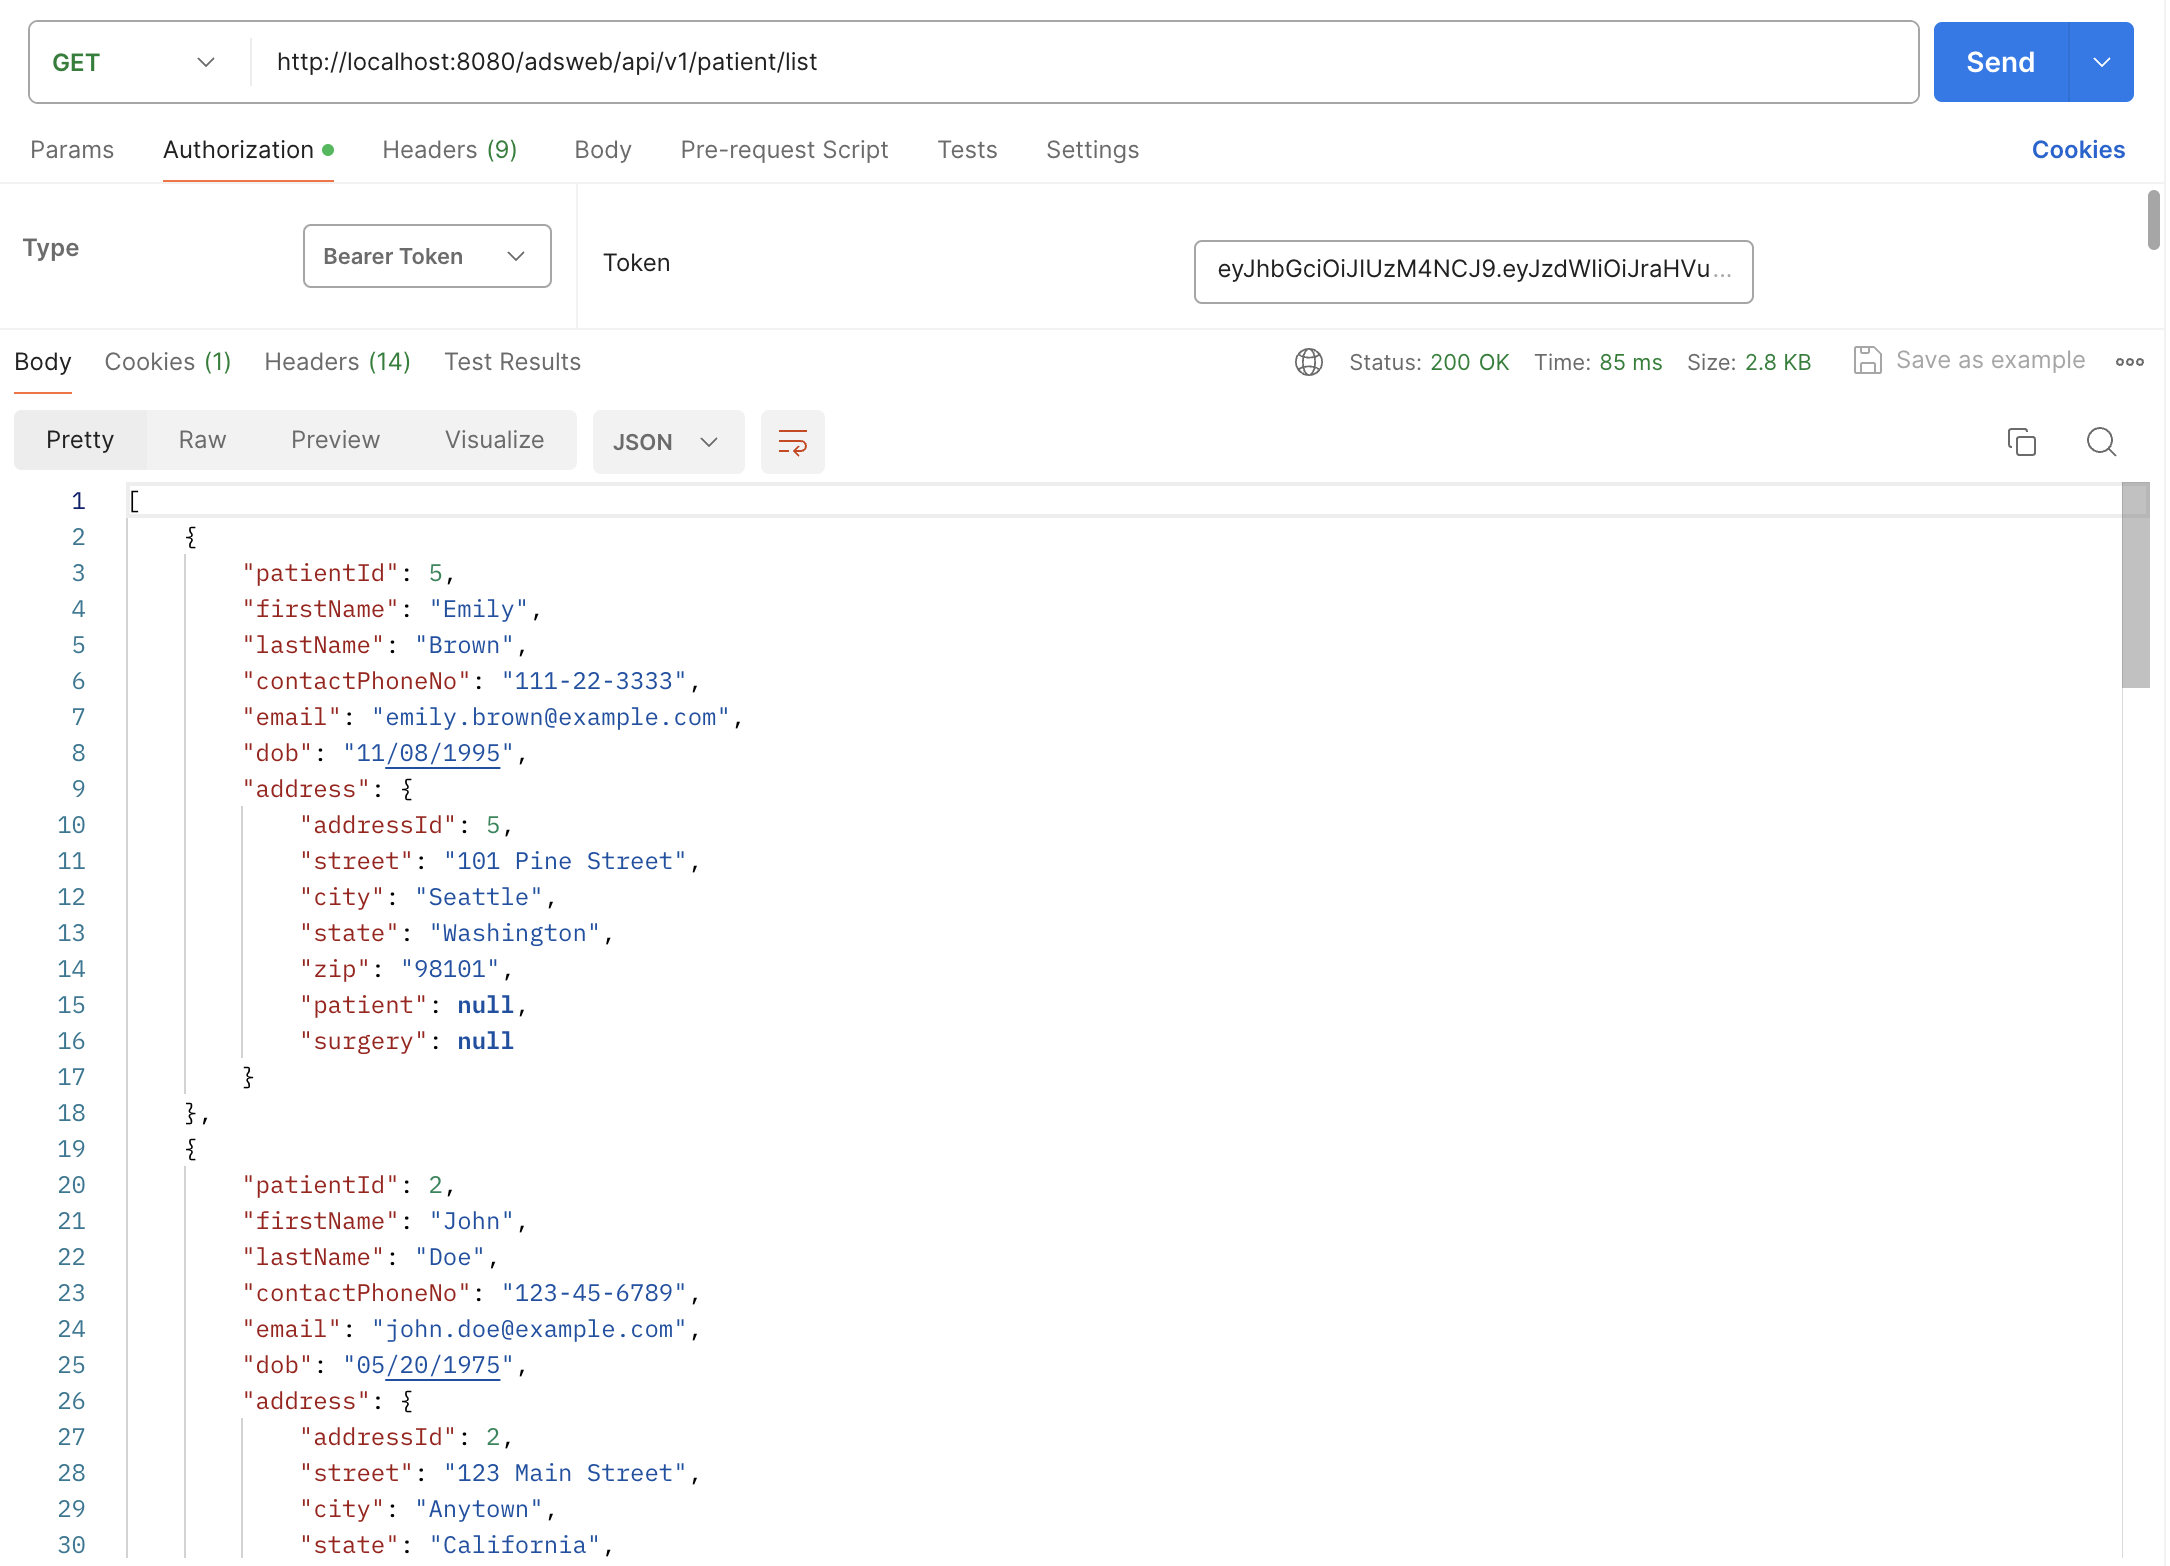 GET http://localhost:8080/adsweb/api/v1/patient/list Send
Params Authorization Headers (9) Body Pre-request Script Tests Settings Cookies
Type Bearer Token Token eyJhbGciOiJIUzM4NCJ9.eyJzdWIiOiJraHVu...
Body Cookies (1) Headers (14) Test Results Status: 200 OK Time: 85 ms Size: 2.8 KB Save as example
Pretty Raw Preview Visualize JSON
1 [
2 {
3 "patientId": 5,
4 "firstName": "Emily",
5 "lastName": "Brown",
6 "contactPhoneNo": "111-22-3333",
7 "email": "emily.brown@example.com",
8 "dob": "11/08/1995",
9 "address": {
10 "addressId": 5,
11 "street": "101 Pine Street",
12 "city": "Seattle",
13 "state": "Washington",
14 "zip": "98101",
15 "patient": null,
16 "surgery": null
17 }
18 },
19 {
20 "patientId": 2,
21 "firstName": "John",
22 "lastName": "Doe",
23 "contactPhoneNo": "123-45-6789",
24 "email": "john.doe@example.com",
25 "dob": "05/20/1975",
26 "address": {
27 "addressId": 2,
28 "street": "123 Main Street",
29 "city": "Anytown",
30 "state": "California",